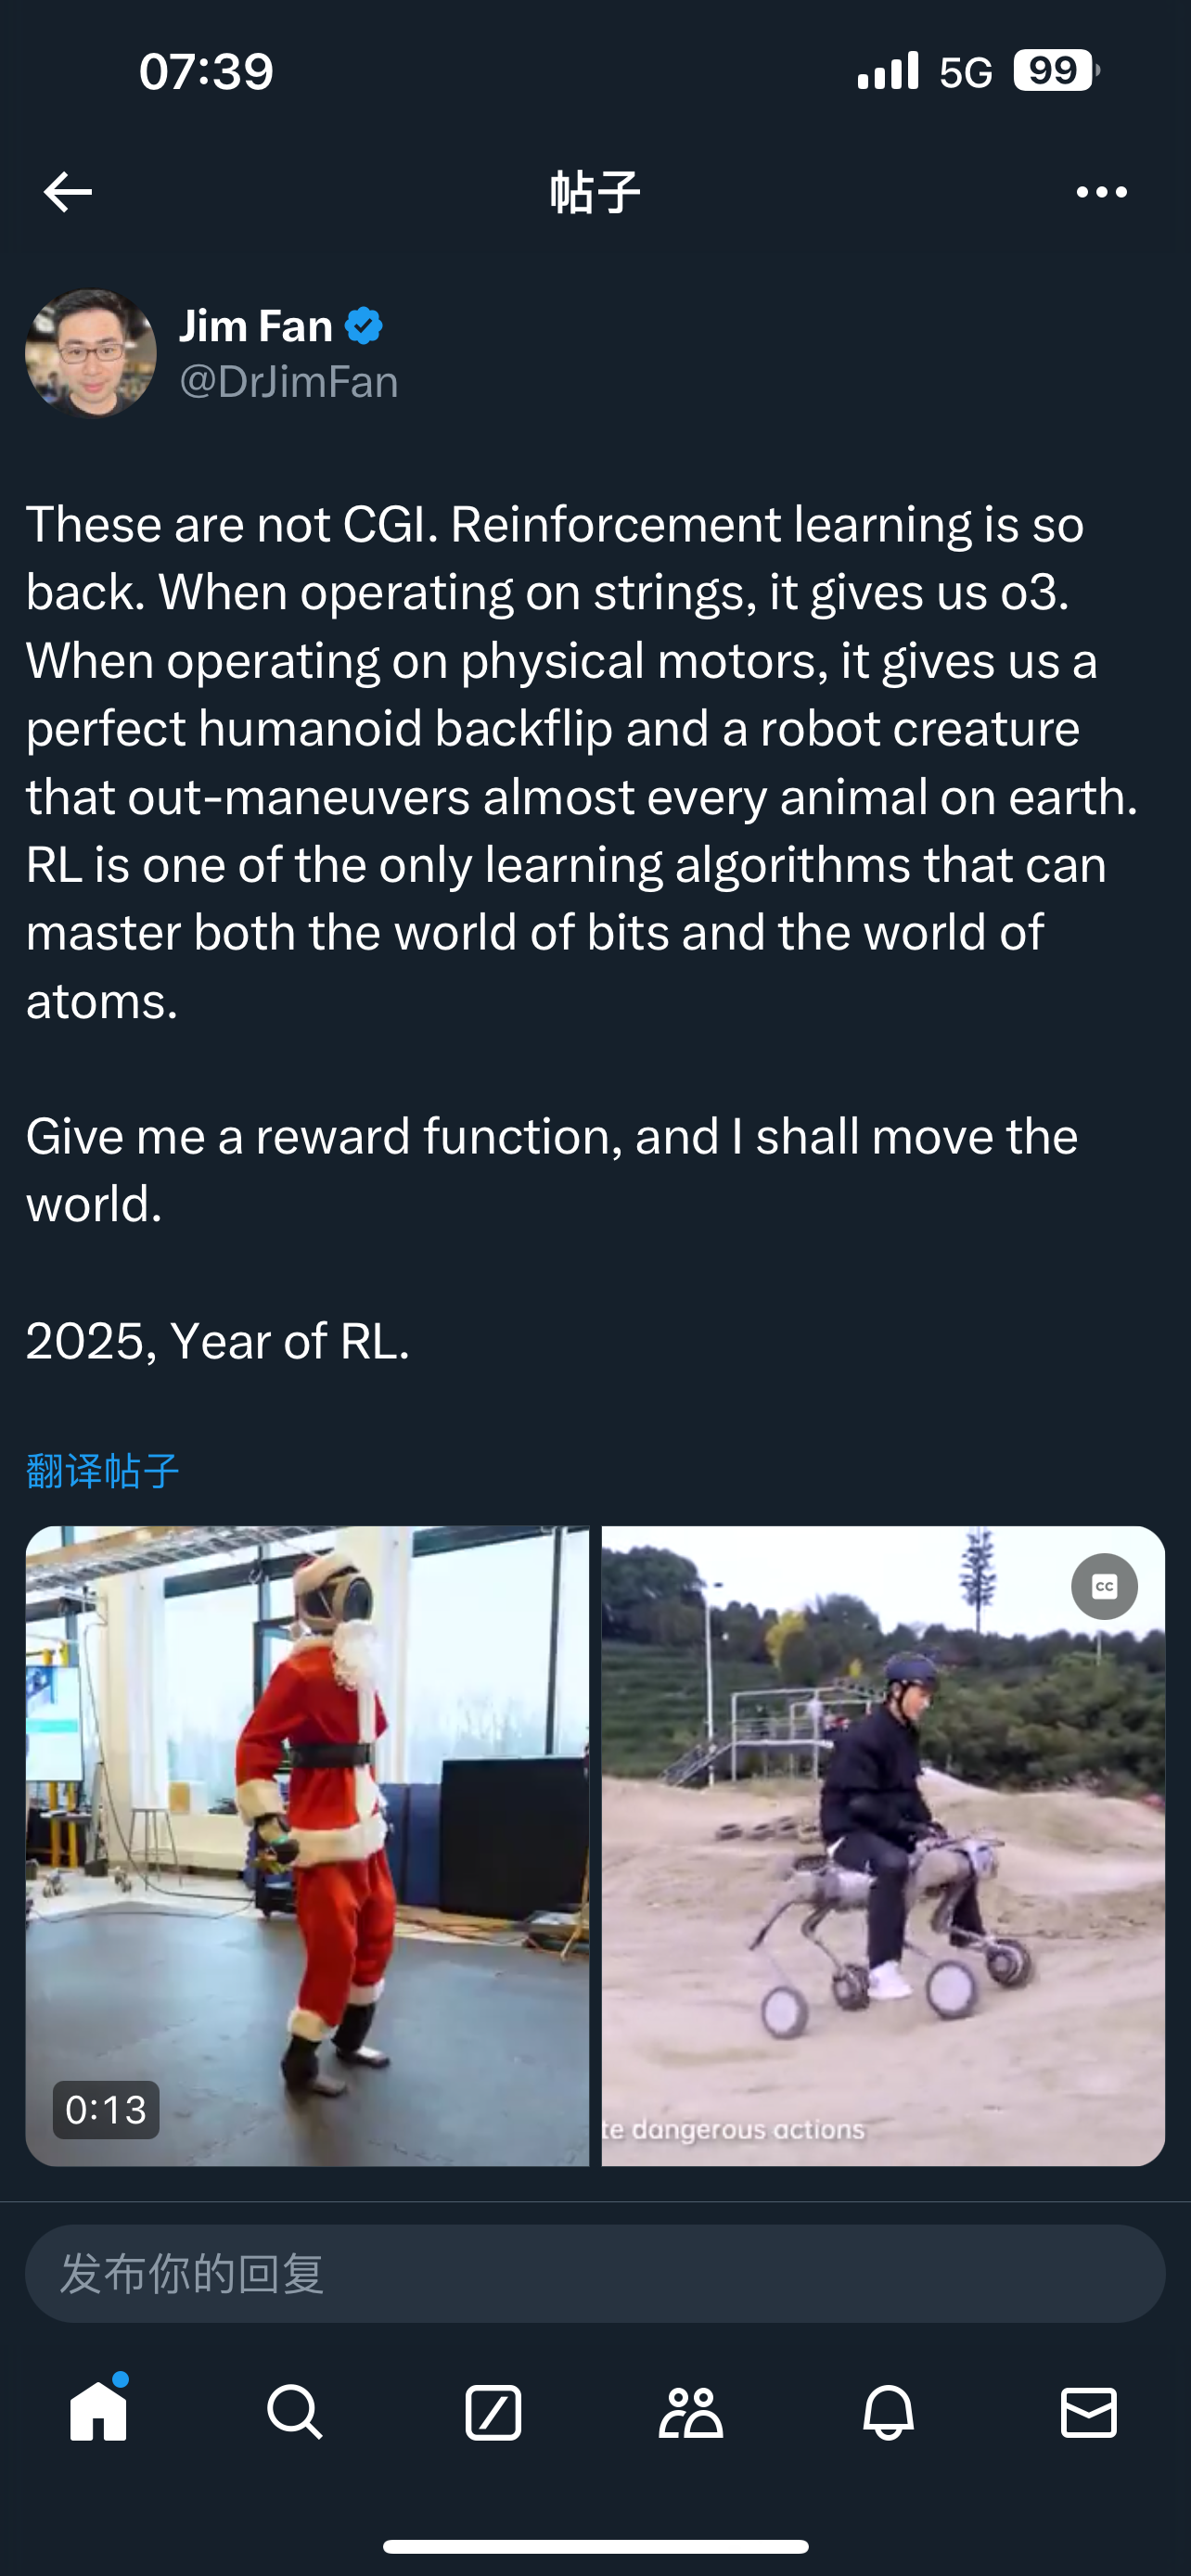 07:39
5G 99
帖子
Jim Fan
@DrJimFan
These are not CGI. Reinforcement learning is so
back. When operating on strings, it gives us o3.
When operating on physical motors, it gives us a
perfect humanoid backflip and a robot creature
that out-maneuvers almost every animal on earth.
RL is one of the only learning algorithms that can
master both the world of bits and the world of
atoms.
Give me a reward function, and I shall move the
world.
2025, Year of RL.
翻译帖子
CC
0:13
te dangerous actions
发布你的回复